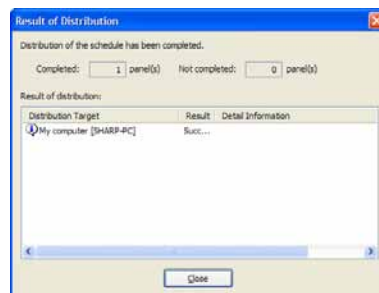 Result of Distribution
Distribution of the schedule has been completed.
Completed: 1 panel(s) Not completed: 0 panel(s)
Result of distribution:
Distribution Target Result Detail Information
My computer [SHARP-PC] Succ...
Close